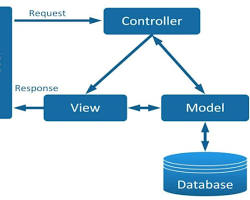 Request
Controller
Response
View
Model
Database